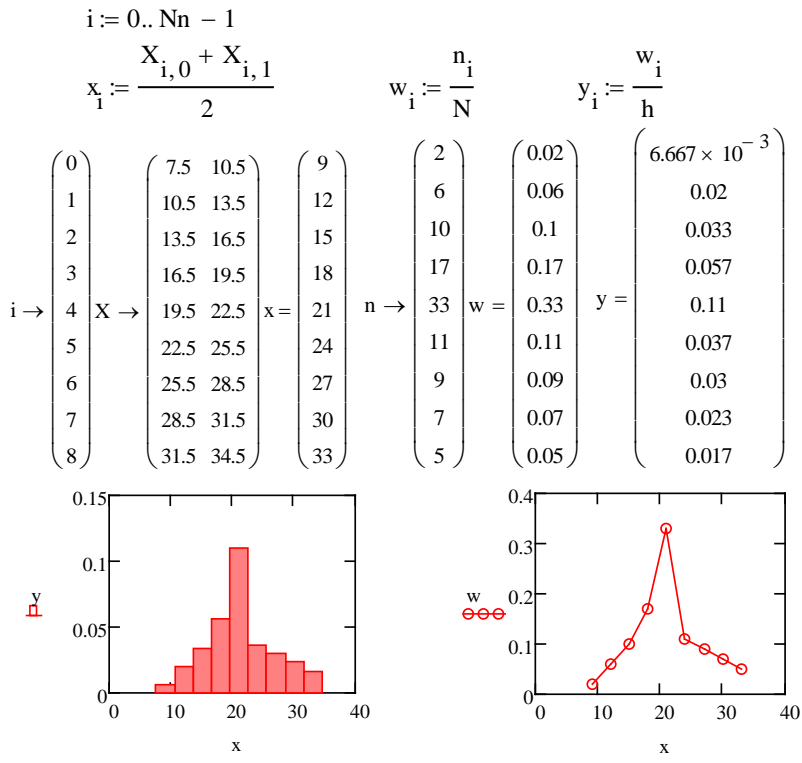 i := 0.. Nn − 1
x_i := (X_{i, 0} + X_{i, 1}) / 2    w_i := n_i / N    y_i := w_i / h
i → (0 1 2 3 4 5 6 7 8)
X → (7.5 10.5
10.5 13.5
13.5 16.5
16.5 19.5
19.5 22.5
22.5 25.5
25.5 28.5
28.5 31.5
31.5 34.5)
x = (9 12 15 18 21 24 27 30 33)
n → (2 6 10 17 33 11 9 7 5)
w = (0.02 0.06 0.1 0.17 0.33 0.11 0.09 0.07 0.05)
y = (6.667 × 10^{−3} 0.02 0.033 0.057 0.11 0.037 0.03 0.023 0.017)
0.15
0.1
0.05
0
y
0 10 20 30 40
x
0.4
0.3
0.2
0.1
0
w
0 10 20 30 40
x